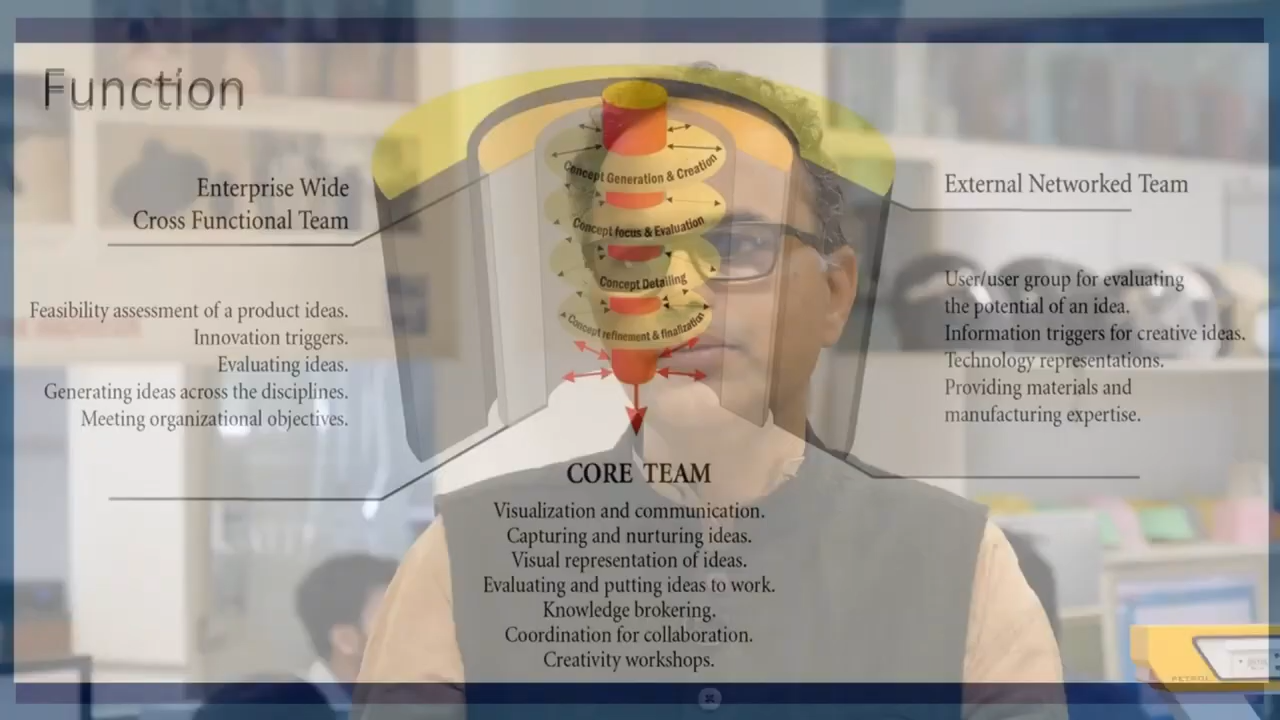 Function
Enterprise Wide
Cross Functional Team
Feasibility assessment of a product ideas.
Innovation triggers.
Evaluating ideas.
Generating ideas across the disciplines.
Meeting organizational objectives.
Concept Generation & Creation
Concept focus & Evaluation
Concept Detailing
Concept refinement & finalization
External Networked Team
User/user group for evaluating
the potential of an idea.
Information triggers for creative ideas.
Technology representations.
Providing materials and
manufacturing expertise.
CORE TEAM
Visualization and communication.
Capturing and nurturing ideas.
Visual representation of ideas.
Evaluating and putting ideas to work.
Knowledge brokering.
Coordination for collaboration.
Creativity workshops.